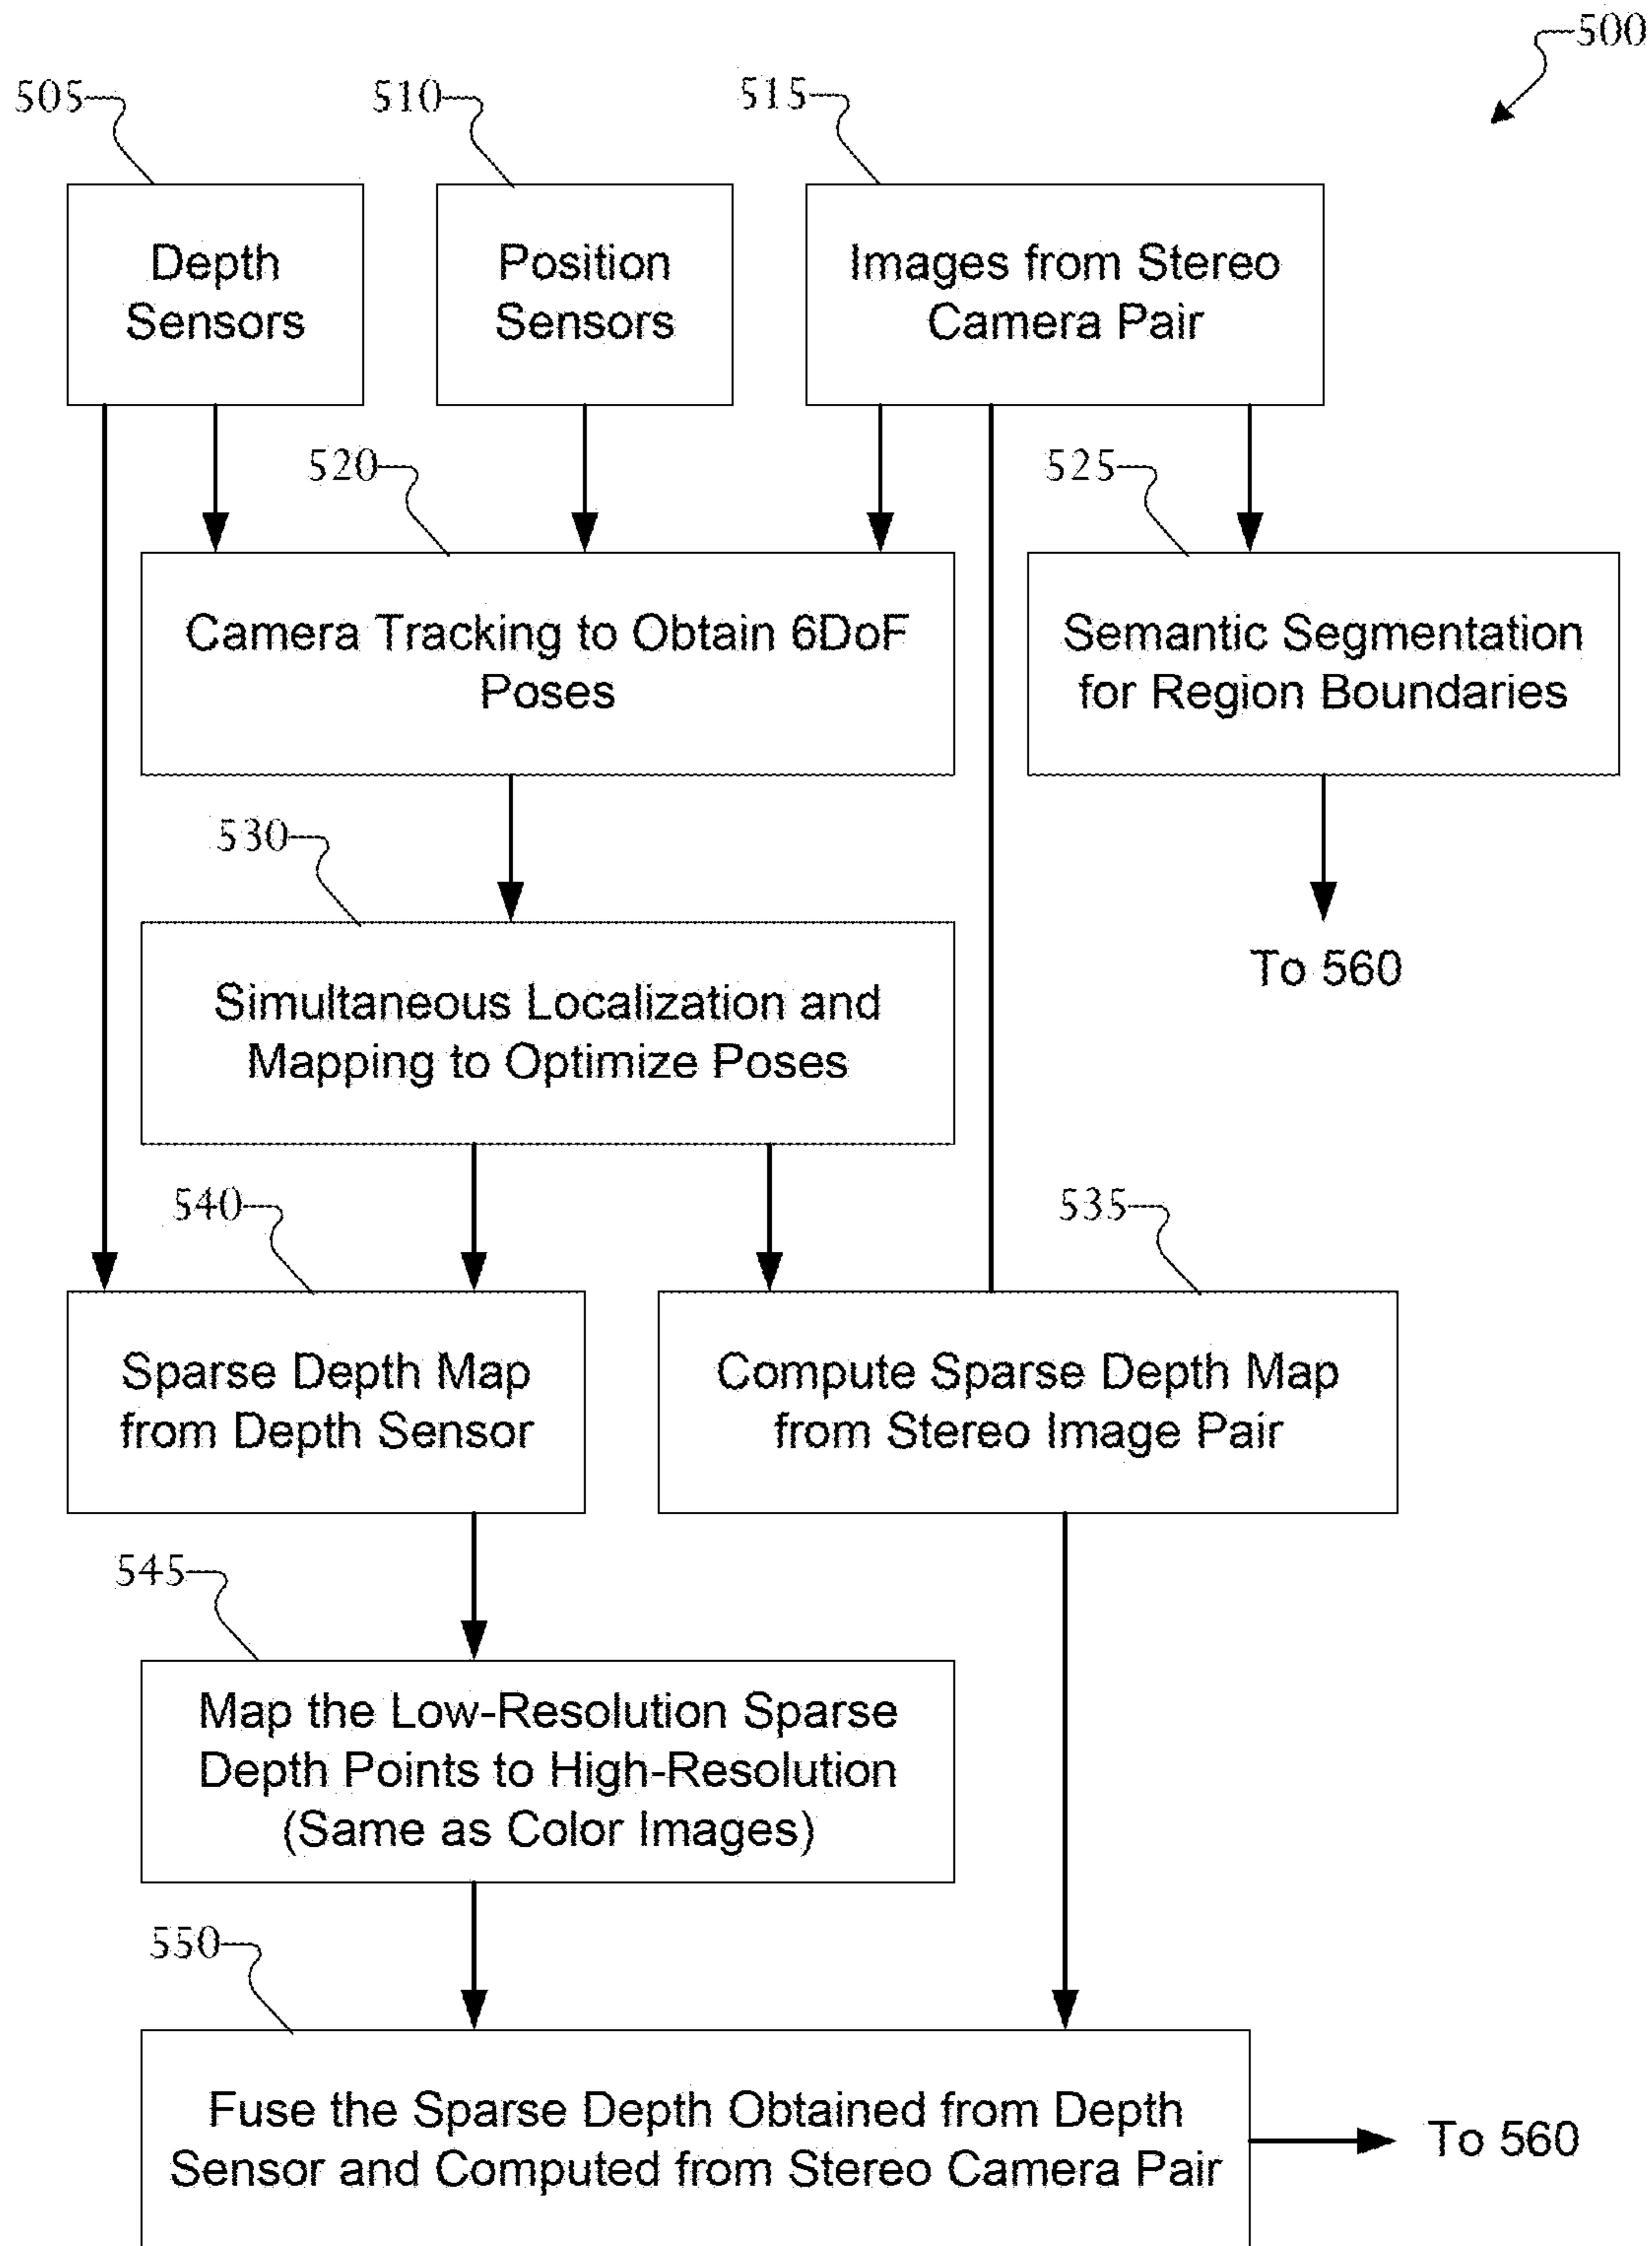 500
505
510
515
Depth
Sensors
Position
Sensors
Images from Stereo
Camera Pair
520
525
Camera Tracking to Obtain 6DoF
Poses
Semantic Segmentation
for Region Boundaries
530
To 560
Simultaneous Localization and
Mapping to Optimize Poses
540
535
Sparse Depth Map
from Depth Sensor
Compute Sparse Depth Map
from Stereo Image Pair
545
Map the Low-Resolution Sparse
Depth Points to High-Resolution
(Same as Color Images)
550
Fuse the Sparse Depth Obtained from Depth
Sensor and Computed from Stereo Camera Pair
To 560